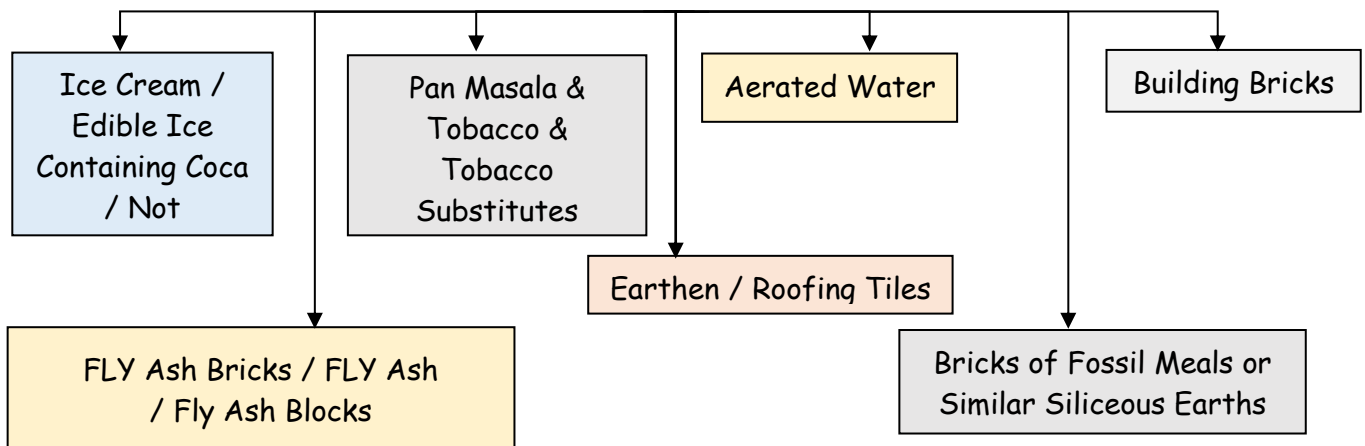 Ice Cream /
Edible Ice
Containing Coca
/ Not
Pan Masala &
Tobacco &
Tobacco
Substitutes
Aerated Water
Building Bricks
Earthen / Roofing Tiles
FLY Ash Bricks / FLY Ash
/ Fly Ash Blocks
Bricks of Fossil Meals or
Similar Siliceous Earths